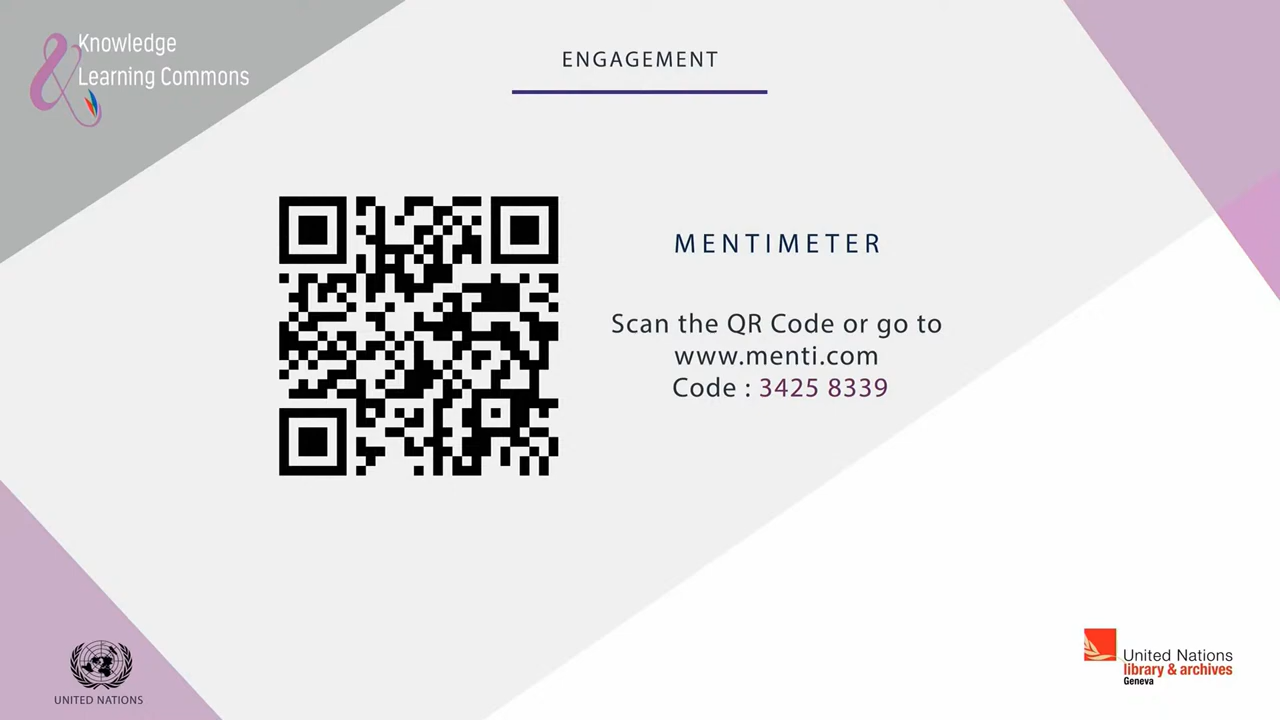 Knowledge
& Learning Commons
ENGAGEMENT
MENTIMETER
Scan the QR Code or go to
www.menti.com
Code : 3425 8339
UNITED NATIONS
United Nations
library & archives
Geneva